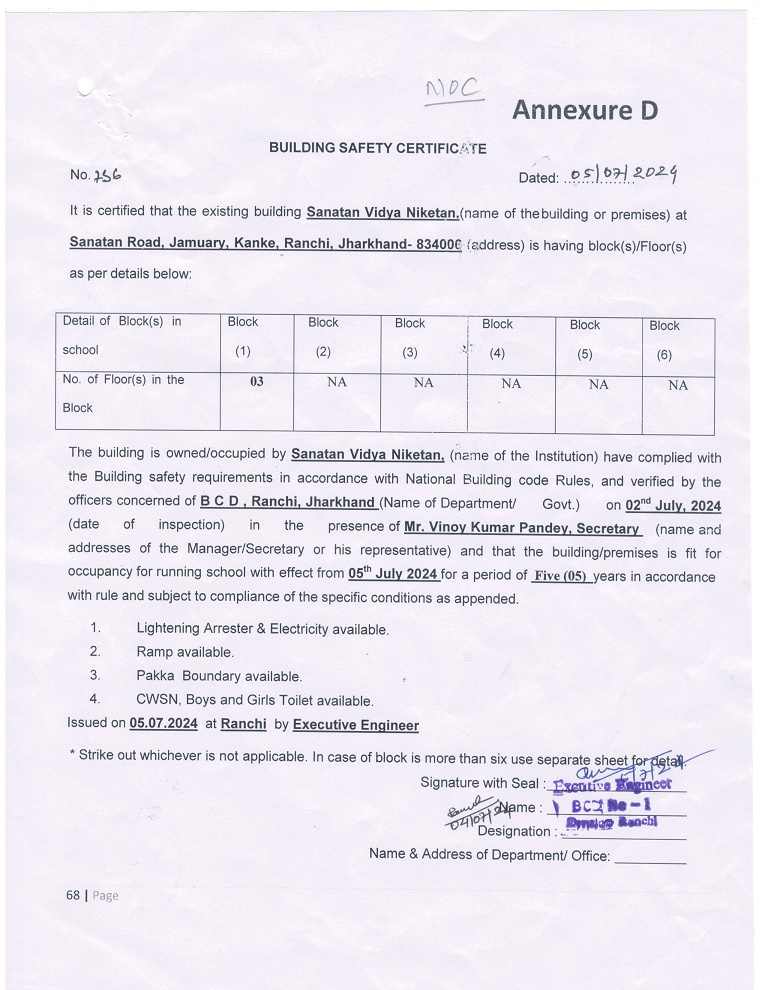 NOC
Annexure D
BUILDING SAFETY CERTIFICATE
No. 756 Dated: 05/07/2024
It is certified that the existing building Sanatan Vidya Niketan,(name of the building or premises) at
Sanatan Road, Jamuary, Kanke, Ranchi, Jharkhand- 834006 (address) is having block(s)/Floor(s)
as per details below:
Detail of Block(s) in school Block (1) Block (2) Block (3) Block (4) Block (5) Block (6)
No. of Floor(s) in the Block 03 NA NA NA NA NA
The building is owned/occupied by Sanatan Vidya Niketan, (name of the Institution) have complied with
the Building safety requirements in accordance with National Building code Rules, and verified by the
officers concerned of B C D , Ranchi, Jharkhand (Name of Department/ Govt.) on 02nd July, 2024
(date of inspection) in the presence of Mr. Vinoy Kumar Pandey, Secretary (name and
addresses of the Manager/Secretary or his representative) and that the building/premises is fit for
occupancy for running school with effect from 05th July 2024 for a period of Five (05) years in accordance
with rule and subject to compliance of the specific conditions as appended.
1. Lightening Arrester & Electricity available.
2. Ramp available.
3. Pakka Boundary available.
4. CWSN, Boys and Girls Toilet available.
Issued on 05.07.2024 at Ranchi by Executive Engineer
* Strike out whichever is not applicable. In case of block is more than six use separate sheet for detail.
Signature with Seal : Executive Engineer
04/07/24 Name : BCD No - 1
Designation : Division Ranchi
Name & Address of Department/ Office:
68 | Page